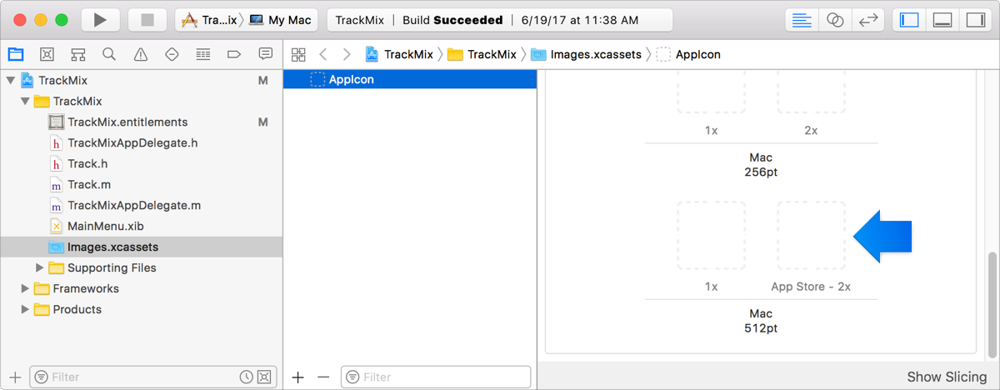 Tra...ix 〉 My Mac
TrackMix | Build Succeeded | 6/19/17 at 11:38 AM
TrackMix 〉 TrackMix 〉 Images.xcassets 〉 AppIcon
TrackMix M
TrackMix
TrackMix.entitlements M
TrackMixAppDelegate.h
Track.h
Track.m
TrackMixAppDelegate.m
MainMenu.xib
Images.xcassets
Supporting Files
Frameworks
Products
Filter
AppIcon
Filter
1x 2x
Mac
256pt
1x App Store - 2x
Mac
512pt
Show Slicing